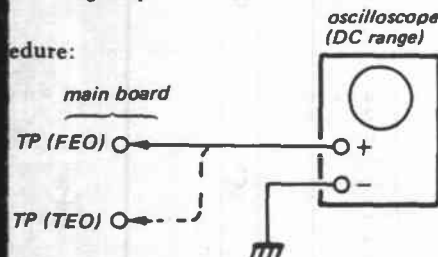 oscilloscope
(DC range)
edure:
main board
TP (FEO)
+
−
TP (TEO)